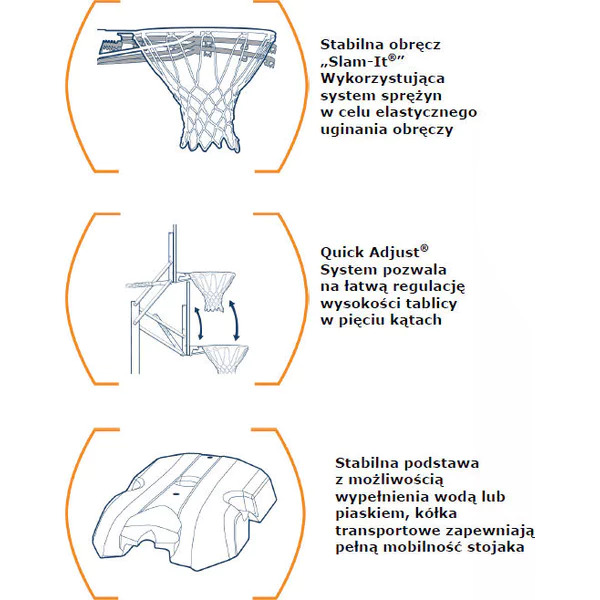 Stabilna obręcz
„Slam-It®”
Wykorzystująca
system sprężyn
w celu elastycznego
uginania obręczy
Quick Adjust®
System pozwala
na łatwą regulację
wysokości tablicy
w pięciu kątach
Stabilna podstawa
z możliwością
wypełnienia wodą lub
piaskiem, kółka
transportowe zapewniają
pełną mobilność stojaka